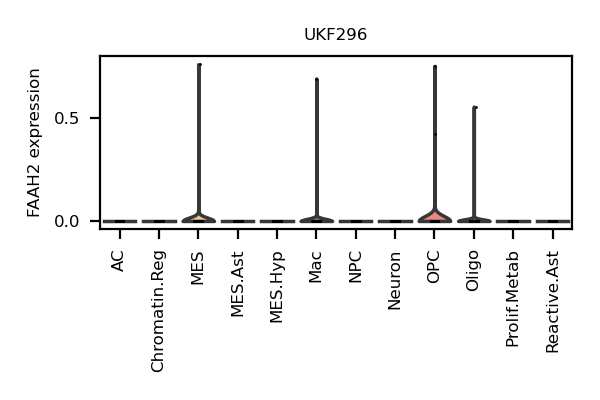 UKF296
FAAH2 expression
0.5
0.0
AC
Chromatin.Reg
MES
MES.Ast
MES.Hyp
Mac
NPC
Neuron
OPC
Oligo
Prolif.Metab
Reactive.Ast